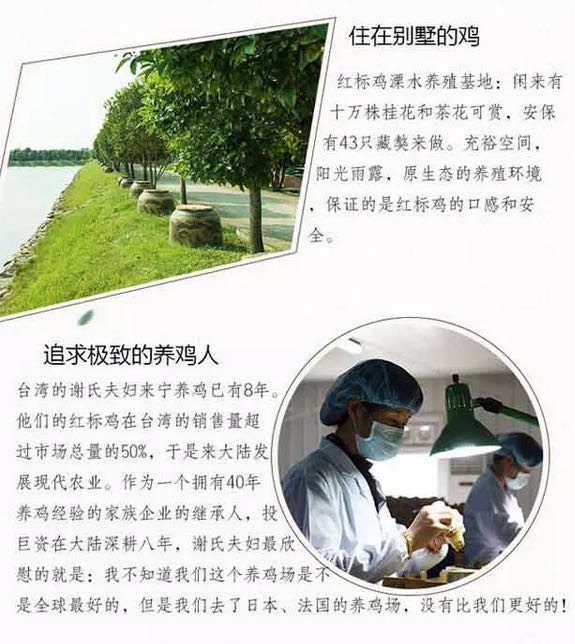 住在别墅的鸡
红标鸡溧水养殖基地：闲来有
十万株桂花和茶花可赏，安保
有43只藏獒来做。充裕空间，
阳光雨露，原生态的养殖环境
，保证的是红标鸡的口感和安
全。
追求极致的养鸡人
台湾的谢氏夫妇来宁养鸡已有8年。
他们的红标鸡在台湾的销售量超
过市场总量的50%，于是来大陆发
展现代农业。作为一个拥有40年
养鸡经验的家族企业的继承人，投
巨资在大陆深耕八年，谢氏夫妇最欣
慰的就是：我不知道我们这个养鸡场是不
是全球最好的，但是我们去了日本、法国的养鸡场，没有比我们更好的！